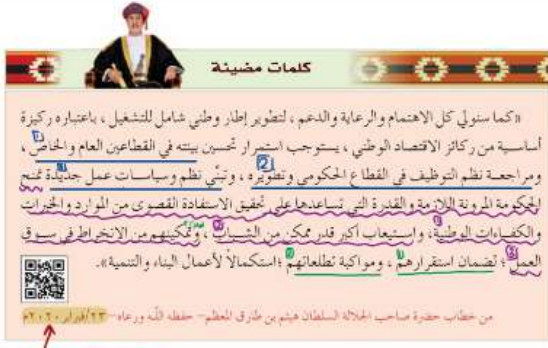 كلمات مضيئة
«كما سنولي كل الاهتمام والرعاية والدعم ، لتطوير إطار وطني شامل للتشغيل ، باعتباره ركيزة
أساسية من ركائز الاقتصاد الوطني ، يستوجب استمرار تحسين بيئته في القطاعين العام والخاص ،
ومراجعة نظم التوظيف في القطاع الحكومي وتطويره ، وتبنّي نظم وسياسات عمل جديدة تمنح
الحكومة المرونة اللازمة والقدرة التي تساعدها على تحقيق الاستفادة القصوى من الموارد والخبرات
والكفاءات الوطنية، واستيعاب أكبر قدر ممكن من الشباب ، وتمكينهم من الانخراط في سوق
العمل ؛ لضمان استقرارهم ، ومواكبة تطلعاتهم ؛ استكمالاً لأعمال البناء والتنمية».
من خطاب حضرة صاحب الجلالة السلطان هيثم بن طارق المعظم- حفظه الله ورعاه- ٢٣/فبراير/٢٠٢٠م